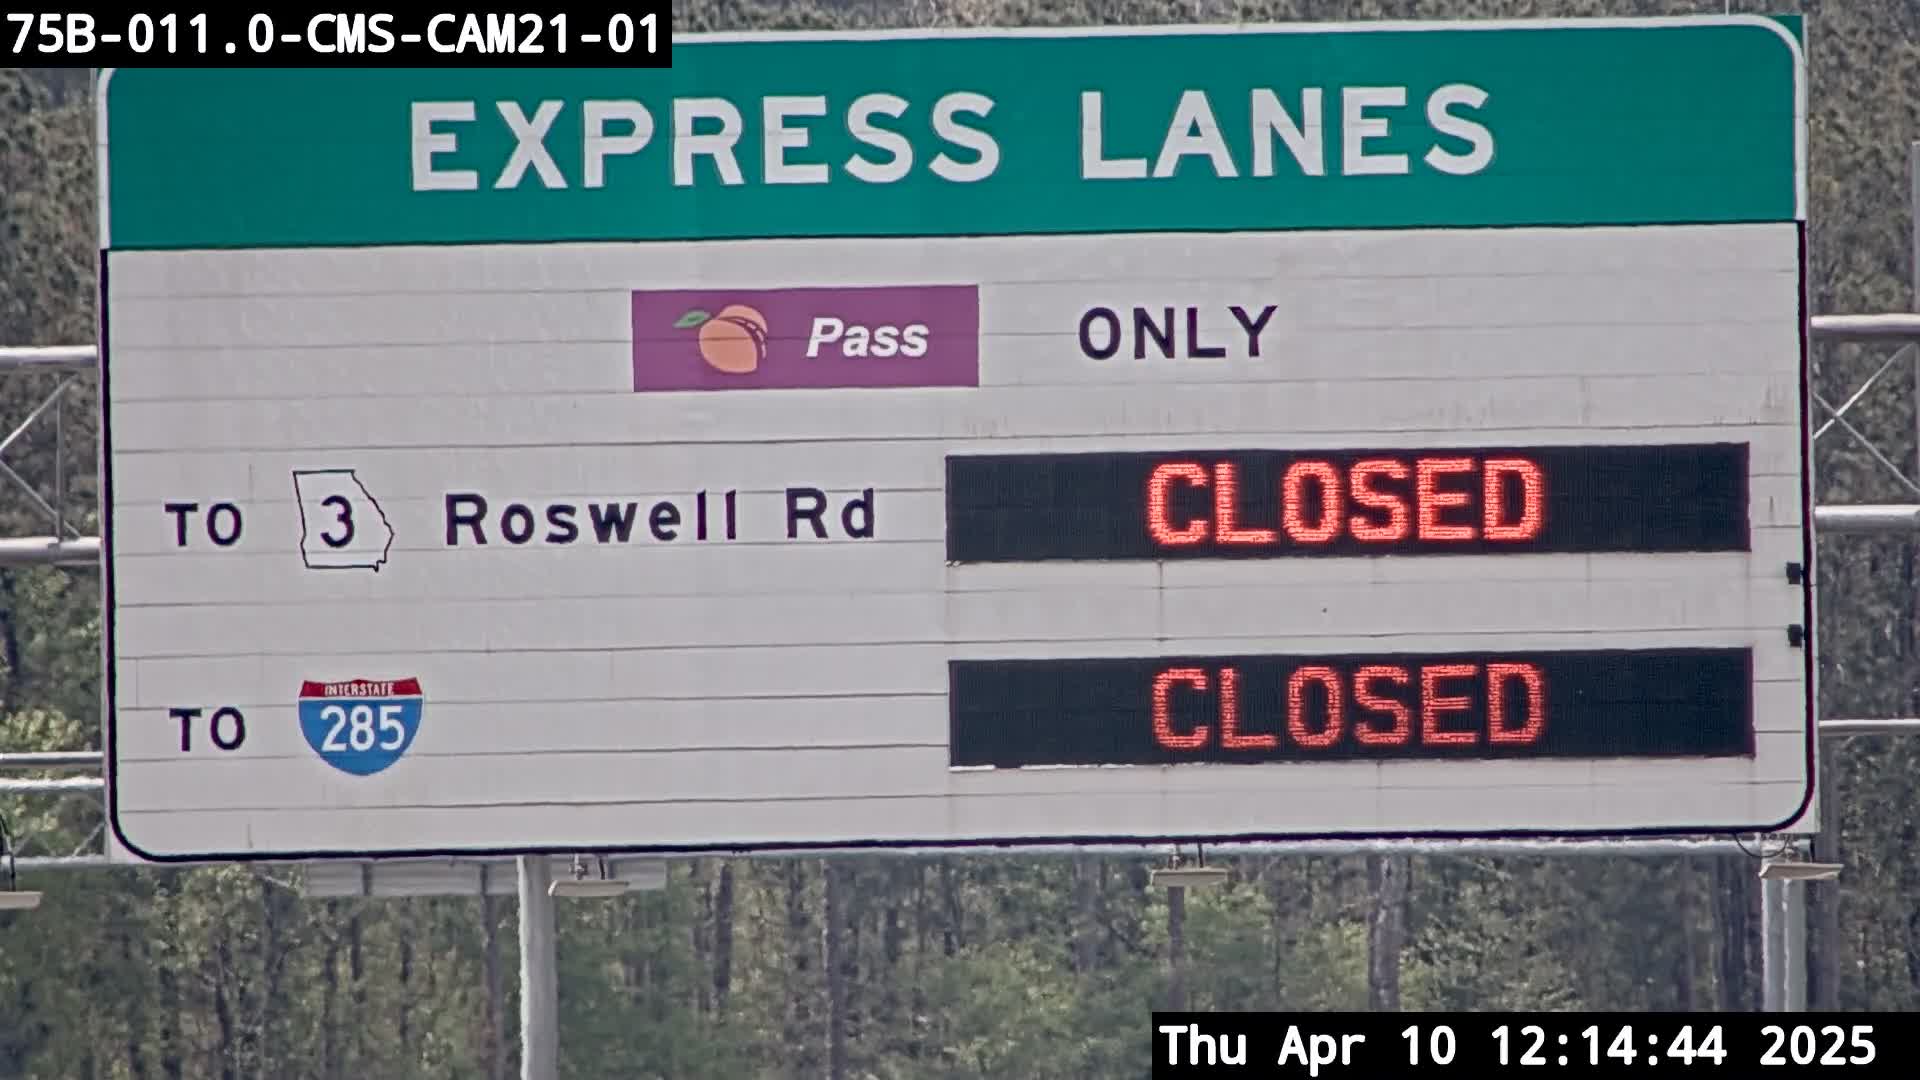 75B-011.0-CMS-CAM21-01
EXPRESS LANES
Pass ONLY
TO 3 Roswell Rd CLOSED
INTERSTATE
TO 285 CLOSED
Thu Apr 10 12:14:44 2025